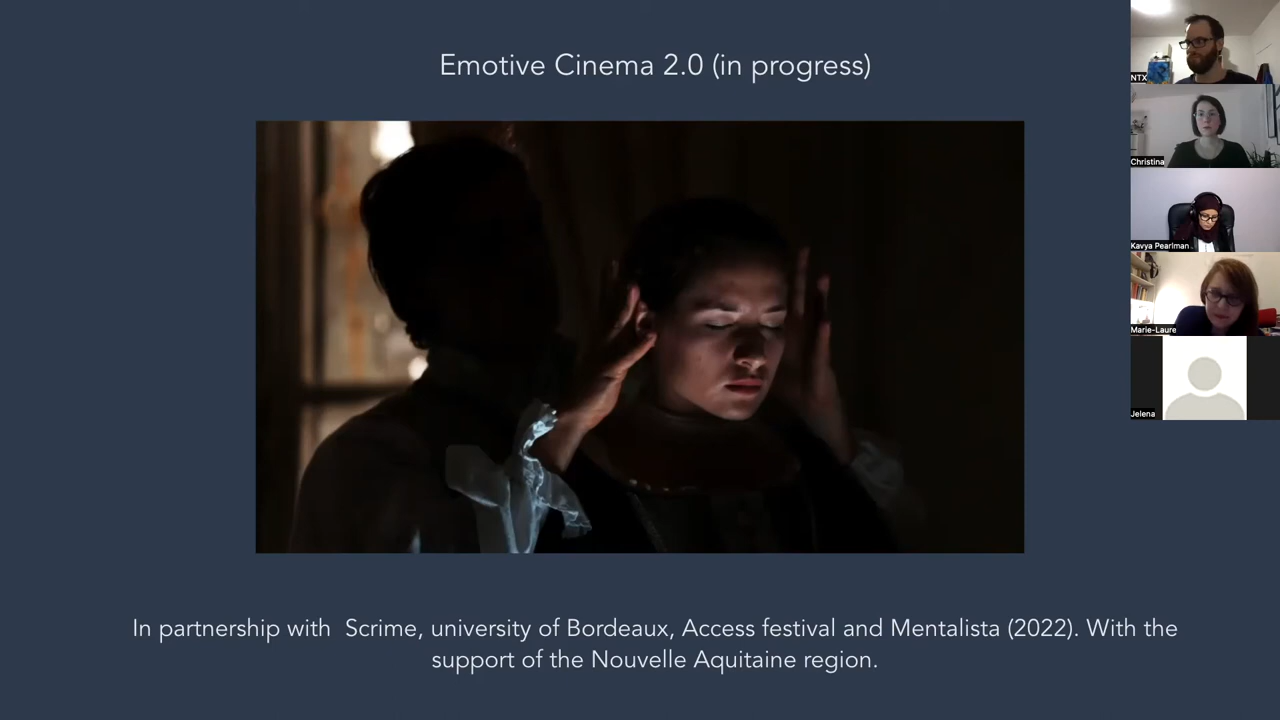 Emotive Cinema 2.0 (in progress)
NTX
Christina
Kavya Pearlman
Marie-Laure
Jelena
In partnership with Scrime, university of Bordeaux, Access festival and Mentalista (2022). With the
support of the Nouvelle Aquitaine region.